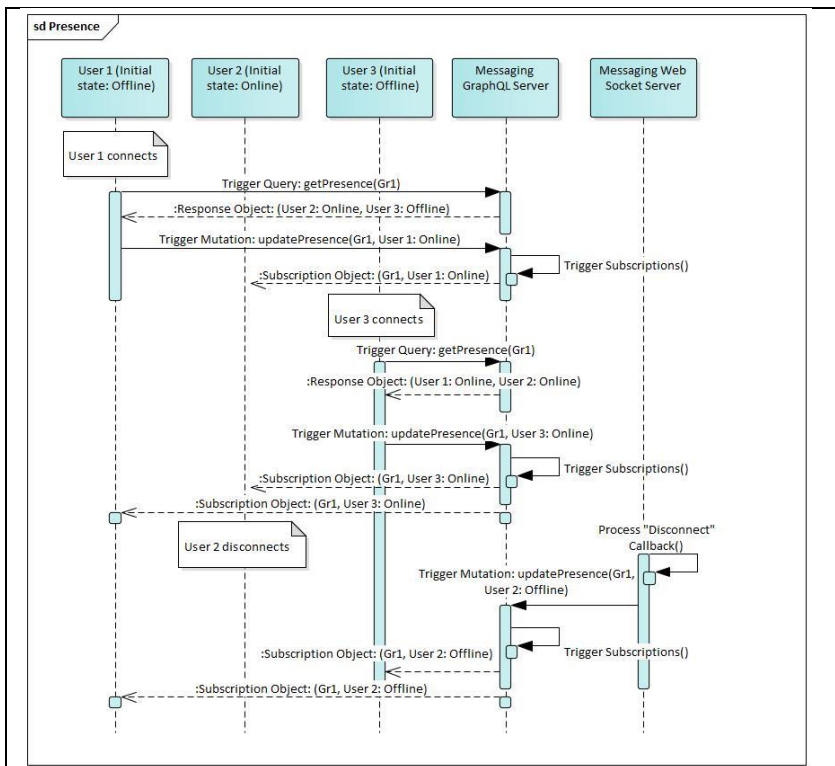 sd Presence
User 1 (Initial
state: Offline)
User 2 (Initial
state: Online)
User 3 (Initial
state: Offline)
Messaging
GraphQL Server
Messaging Web
Socket Server
User 1 connects
Trigger Query: getPresence(Gr1)
:Response Object: (User 2: Online, User 3: Offline)
Trigger Mutation: updatePresence(Gr1, User 1: Online)
Trigger Subscriptions()
:Subscription Object: (Gr1, User 1: Online)
User 3 connects
Trigger Query: getPresence(Gr1)
:Response Object: (User 1: Online, User 2: Online)
Trigger Mutation: updatePresence(Gr1, User 3: Online)
Trigger Subscriptions()
:Subscription Object: (Gr1, User 3: Online)
:Subscription Object: (Gr1, User 3: Online)
User 2 disconnects
Process "Disconnect"
Callback()
Trigger Mutation: updatePresence(Gr1,
User 2: Offline)
Trigger Subscriptions()
:Subscription Object: (Gr1, User 2: Offline)
:Subscription Object: (Gr1, User 2: Offline)